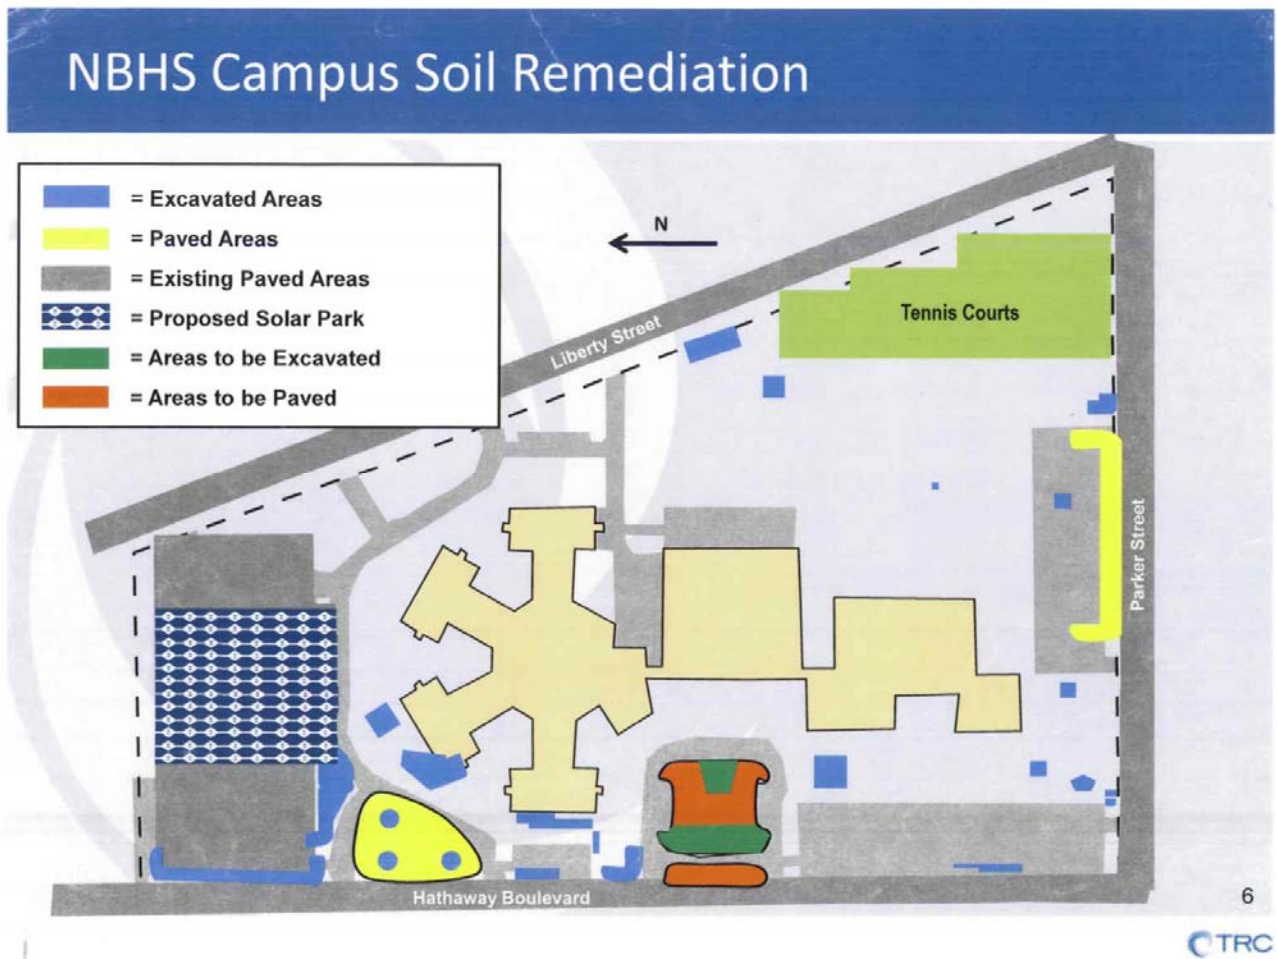 NBHS Campus Soil Remediation
= Excavated Areas
= Paved Areas
= Existing Paved Areas
= Proposed Solar Park
= Areas to be Excavated
= Areas to be Paved
N
Tennis Courts
Liberty Street
Parker Street
Hathaway Boulevard
6
TRC